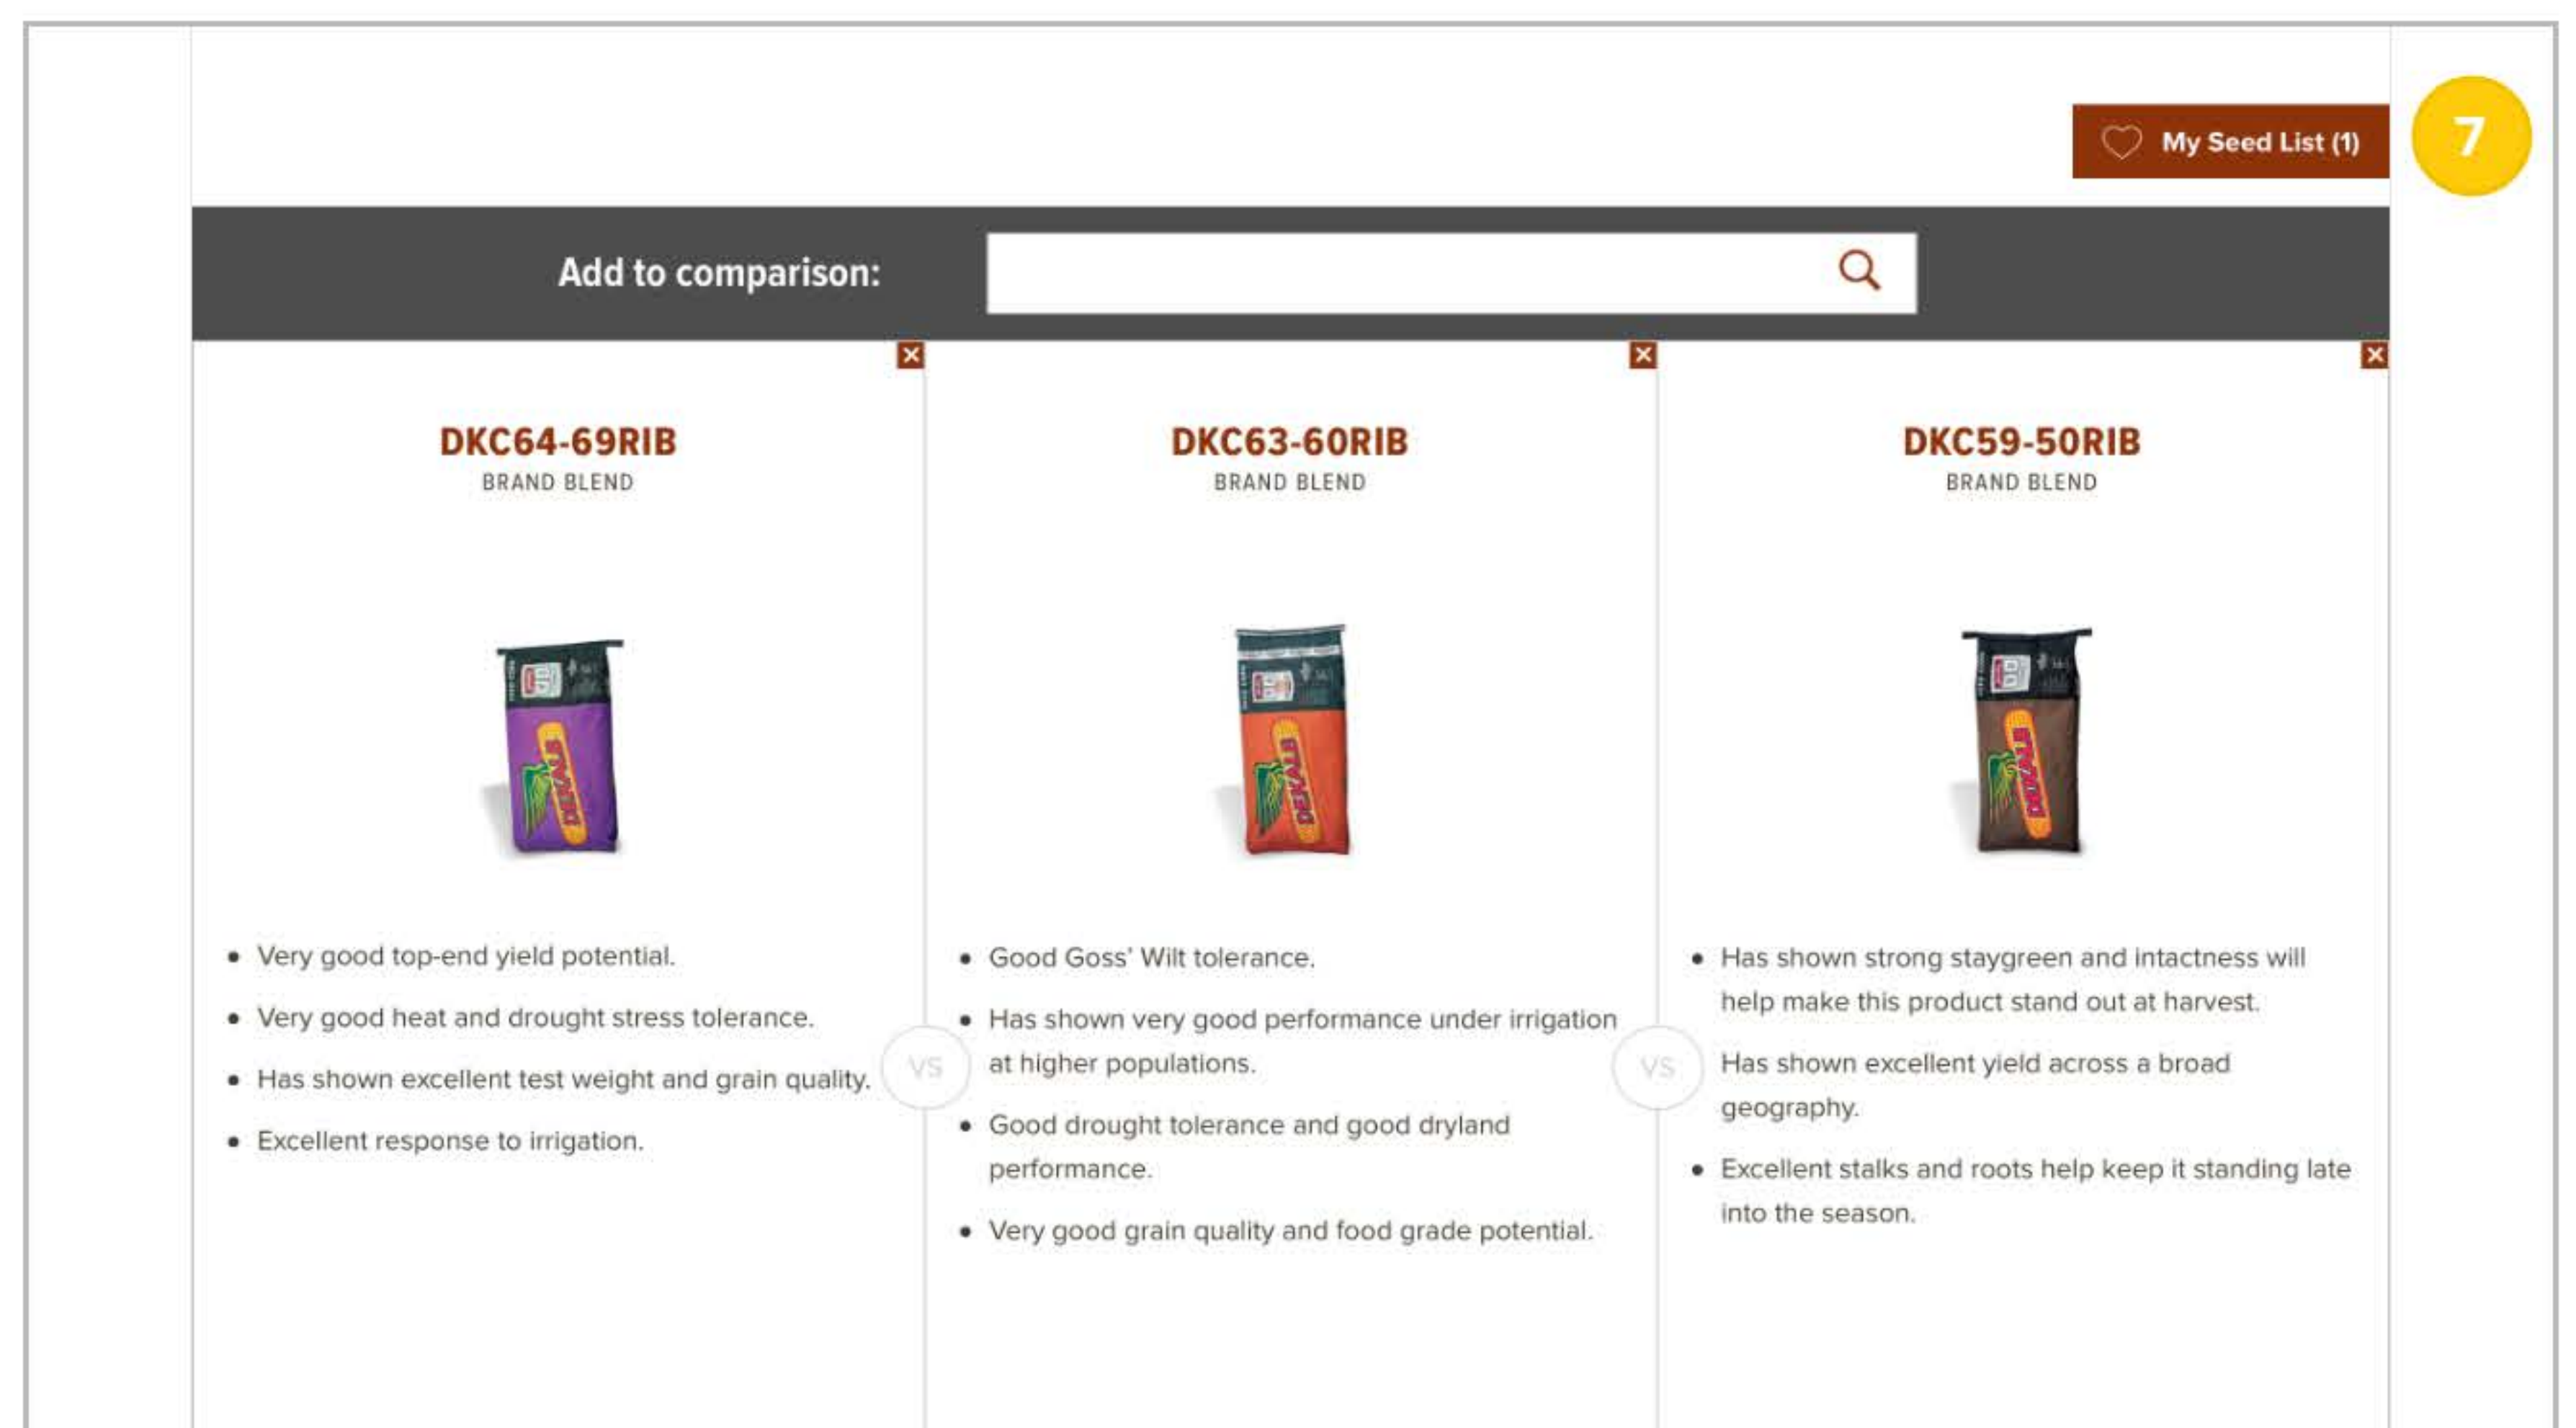 My Seed List (1)
7
Add to comparison:
DKC64-69RIB
BRAND BLEND
DEKALB
• Very good top-end yield potential.
• Very good heat and drought stress tolerance.
• Has shown excellent test weight and grain quality.
• Excellent response to irrigation.
VS
DKC63-60RIB
BRAND BLEND
DEKALB
• Good Goss' Wilt tolerance.
• Has shown very good performance under irrigation
at higher populations.
• Good drought tolerance and good dryland
performance.
• Very good grain quality and food grade potential.
VS
DKC59-50RIB
BRAND BLEND
DEKALB
• Has shown strong staygreen and intactness will
help make this product stand out at harvest.
Has shown excellent yield across a broad
geography.
• Excellent stalks and roots help keep it standing late
into the season.